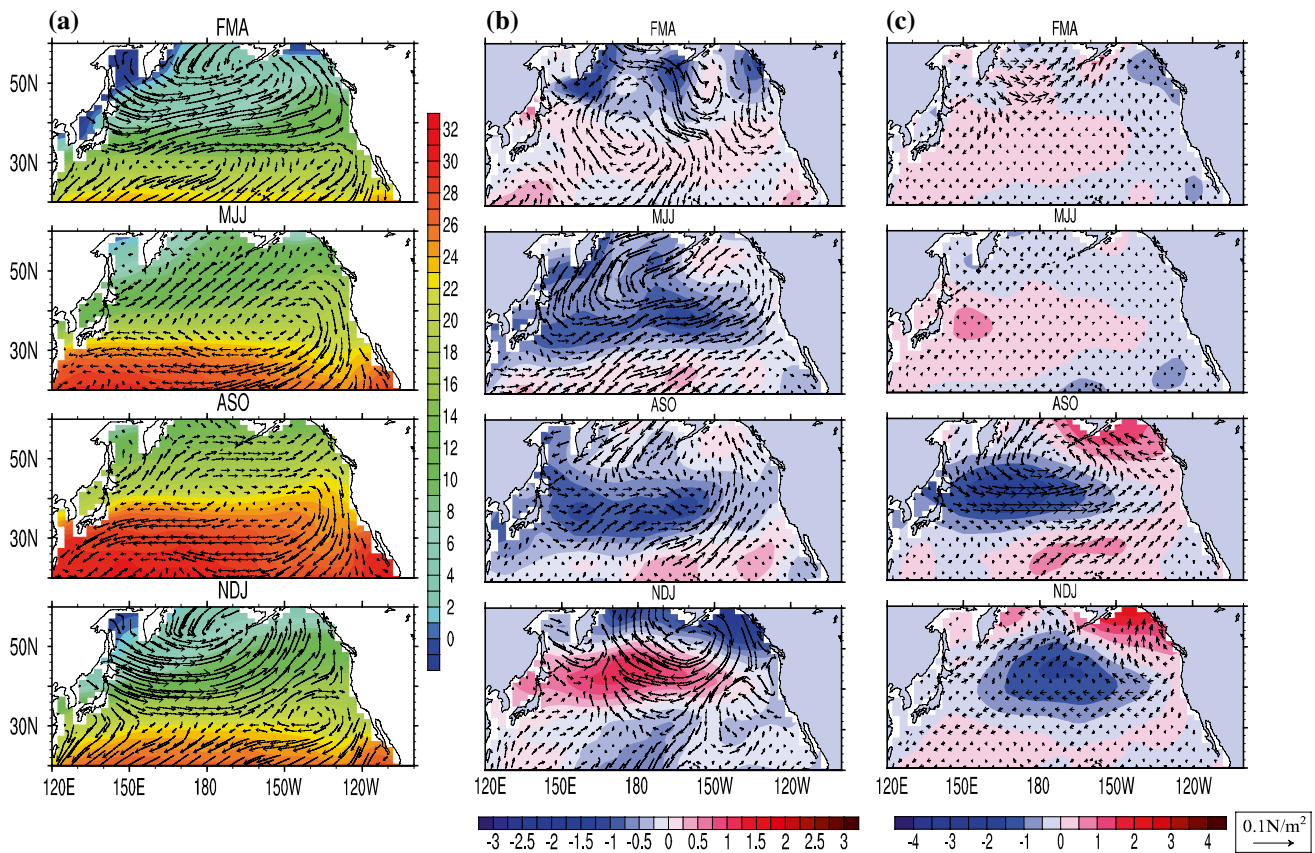 (a) (b) (c)
FMA FMA FMA
50N
30N
32
30
28
26
24
22
20
18
16
14
12
10
8
6
4
2
0
MJJ MJJ MJJ
50N
30N
ASO ASO ASO
50N
30N
NDJ NDJ NDJ
50N
30N
120E 150E 180 150W 120W
120E 150E 180 150W 120W
120E 150E 180 150W 120W
-3 -2.5 -2 -1.5 -1 -0.5 0 0.5 1 1.5 2 2.5 3
-4 -3 -2 -1 0 1 2 3 4
0.1N/m²